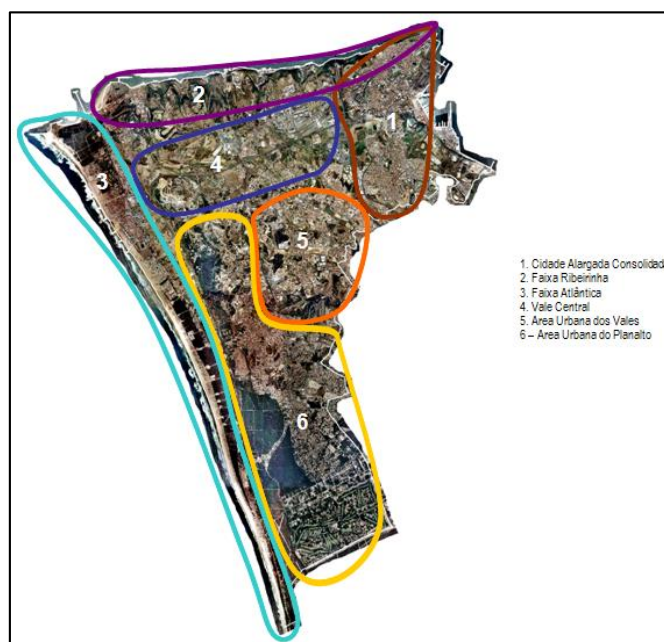 1
2
3
4
5
6
1. Cidade Alargada Consolidad
2. Faixa Ribeirinha
3. Faixa Atlântica
4. Vale Central
5. Area Urbana dos Vales
6 – Area Urbana do Planalto